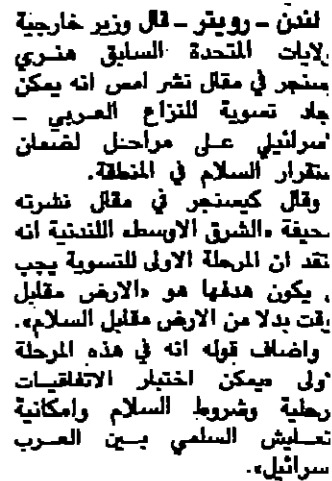 لندن ـ رويتر ـ قال وزير خارجية
لايات المتحدة السابق هنري
يسنجر في مقال نشر امس انه يمكن
جاد تسوية للنزاع العربي ـ
سرائيلي على مراحل لضمان
ستقرار السلام في المنطقة.
وقال كيسنجر في مقال نشرته
حيفة «الشرق الاوسط» اللندنية انه
تقد ان المرحلة الاولى للتسوية يجب
يكون هدفها هو «الارض مقابل
وقت بدلا من الارض مقابل السلام».
واضاف قوله انه في هذه المرحلة
ولى «يمكن اختبار الاتفاقيات
رحلية وشروط السلام وامكانية
تعايش السلمي بين العرب
سرائيل».